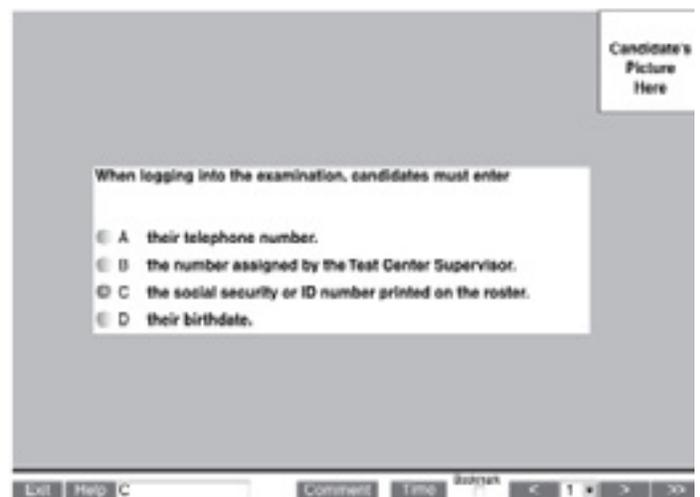 Candidate's
Picture
Here
When logging into the examination, candidates must enter
A their telephone number.
B the number assigned by the Test Center Supervisor.
C the social security or ID number printed on the roster.
D their birthdate.
Bookmark
Exit Help C Comment Time < 1 > >>